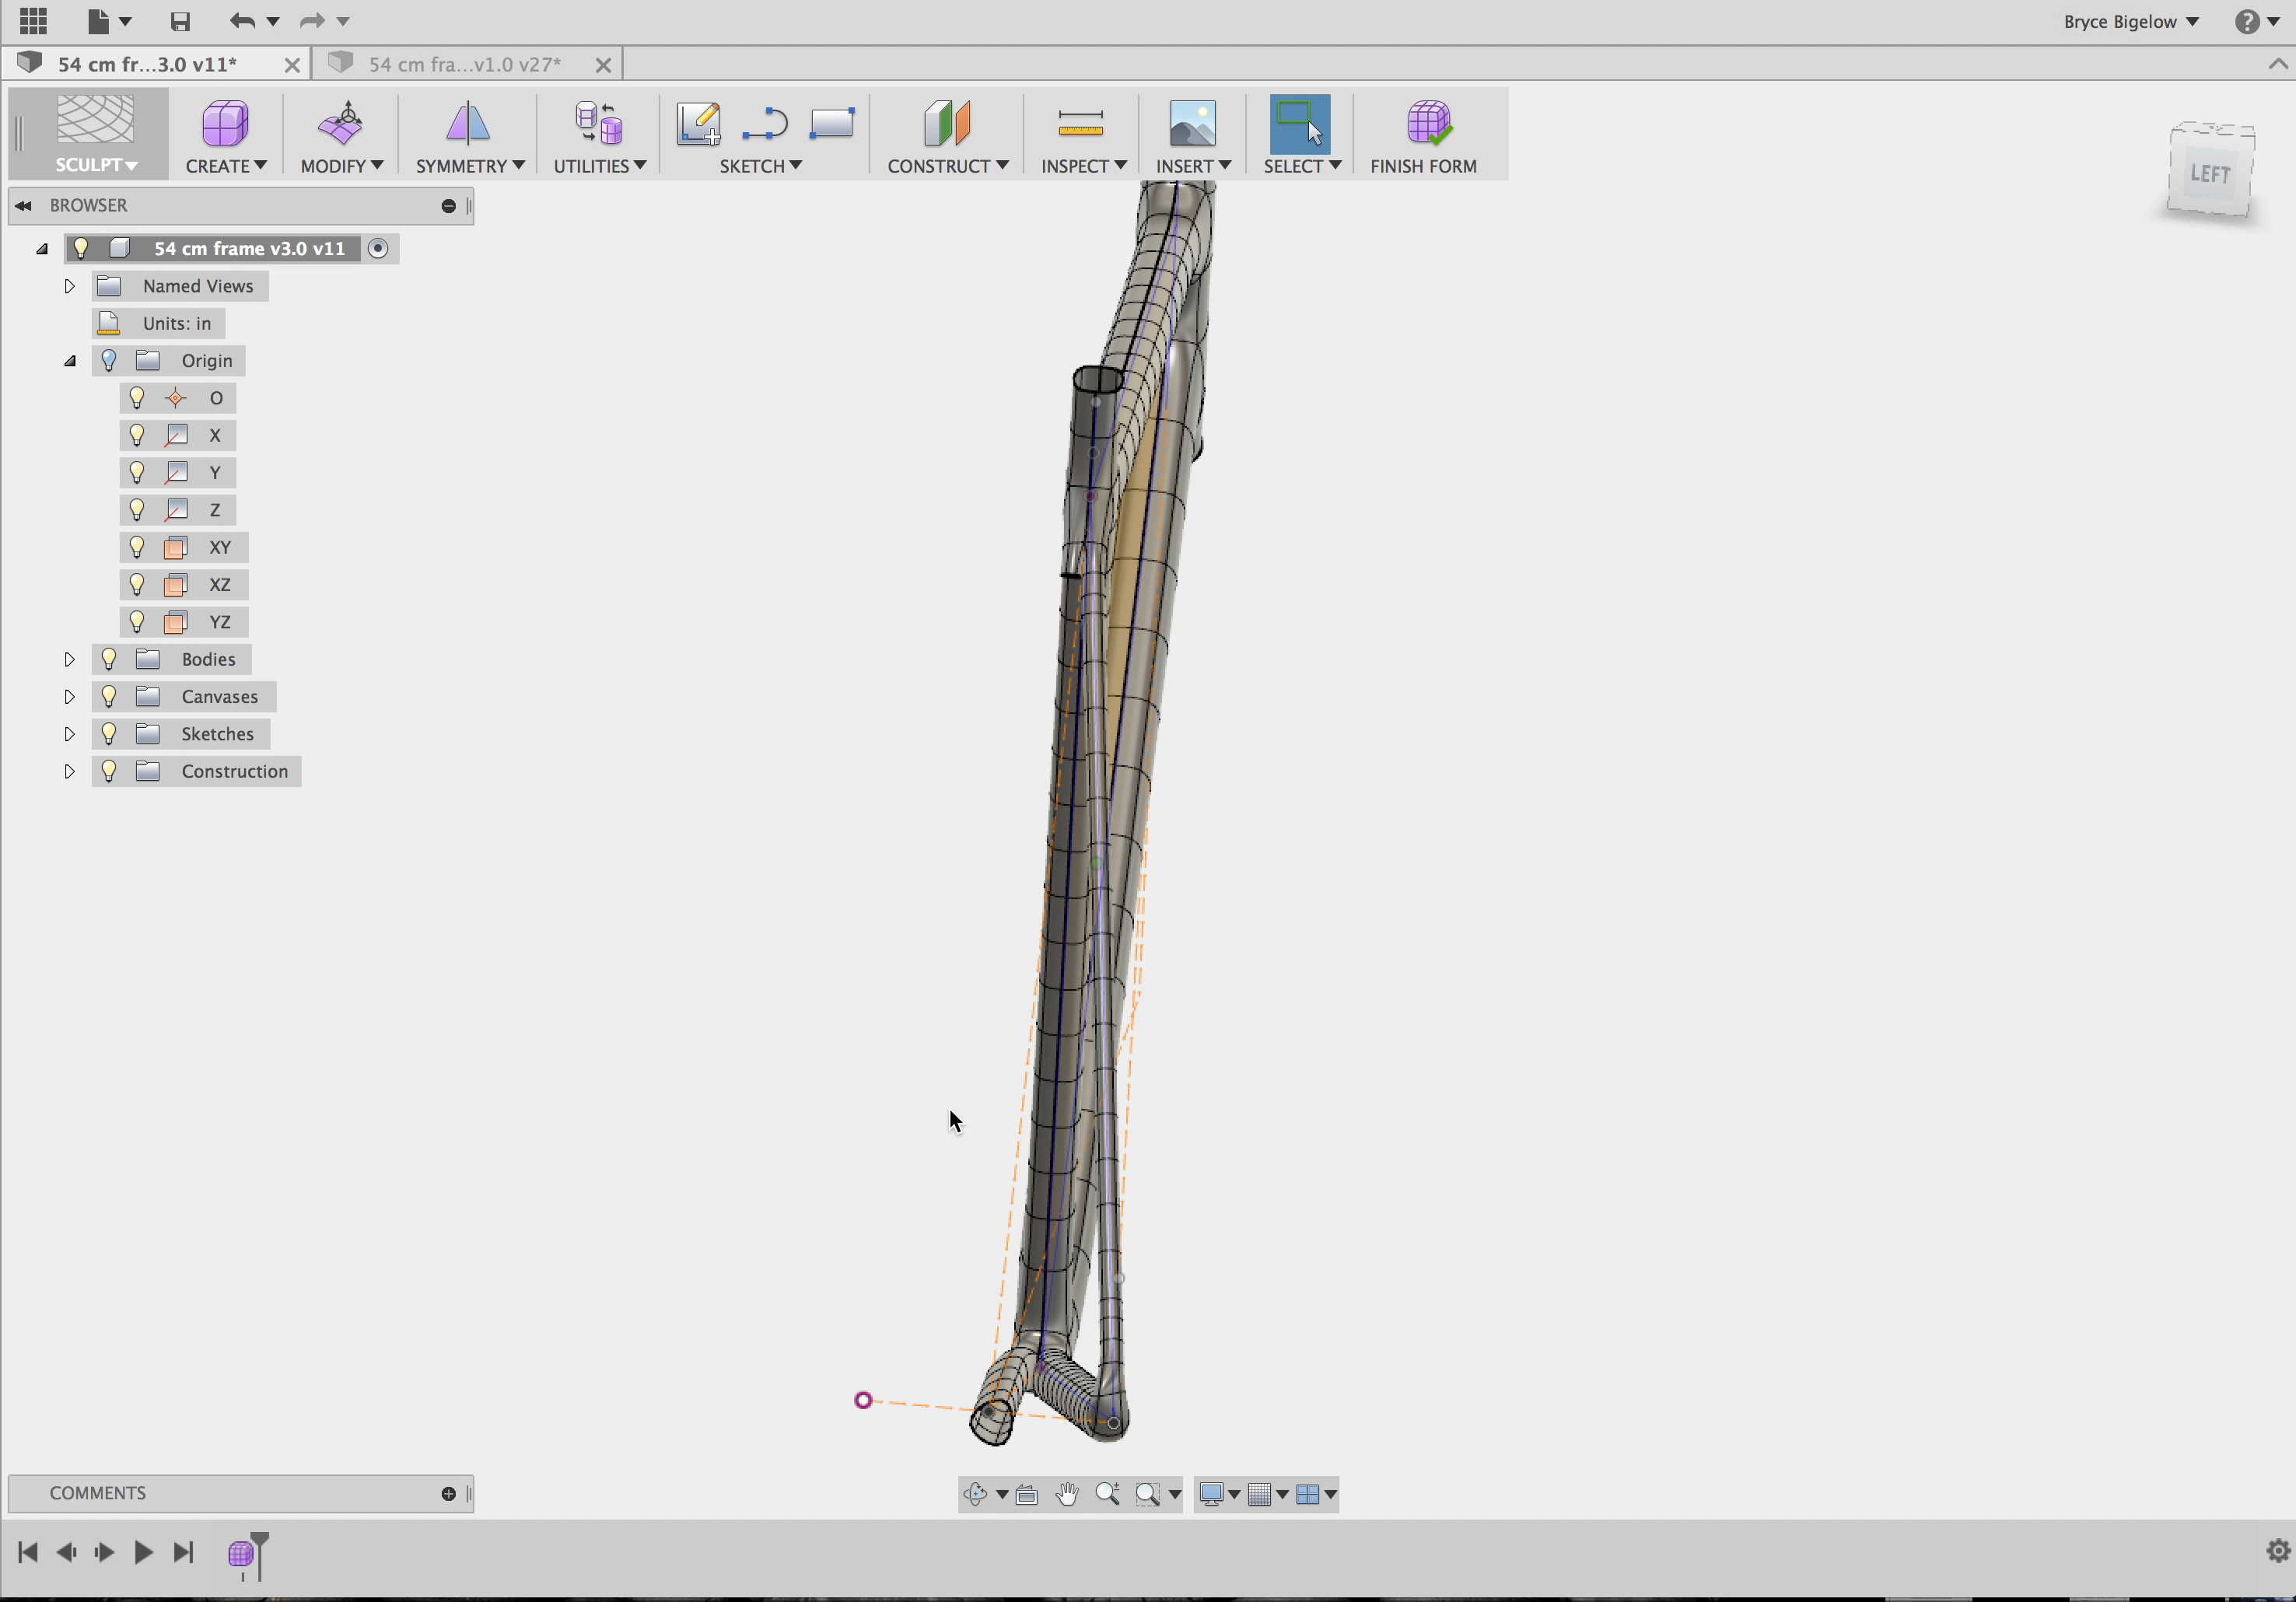 Bryce Bigelow
?
54 cm fr...3.0 v11*
54 cm fra...v1.0 v27*
SCULPT
CREATE
MODIFY
SYMMETRY
UTILITIES
SKETCH
CONSTRUCT
INSPECT
INSERT
SELECT
FINISH FORM
LEFT
BROWSER
54 cm frame v3.0 v11
Named Views
Units: in
Origin
O
X
Y
Z
XY
XZ
YZ
Bodies
Canvases
Sketches
Construction
COMMENTS